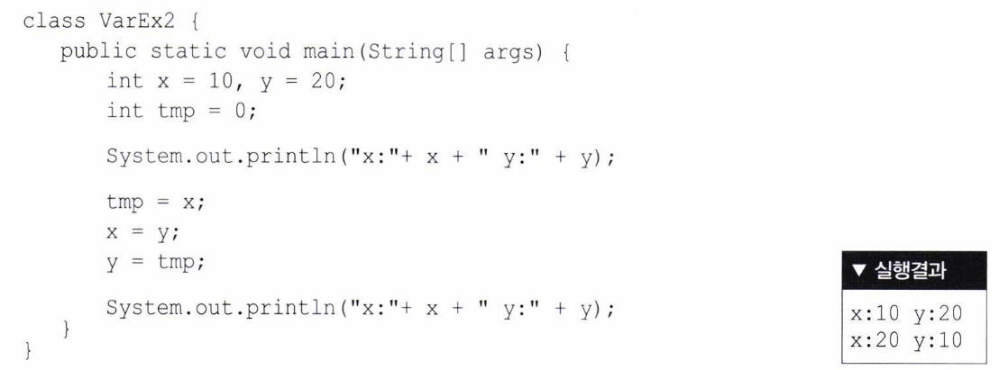 class VarEx2 {
public static void main(String[] args) {
int x = 10, y = 20;
int tmp = 0;
System.out.println("x:"+ x + " y:" + y);
tmp = x;
x = y;
y = tmp;
System.out.println("x:"+ x + " y:" + y);
}
}
▼ 실행결과
x:10 y:20
x:20 y:10